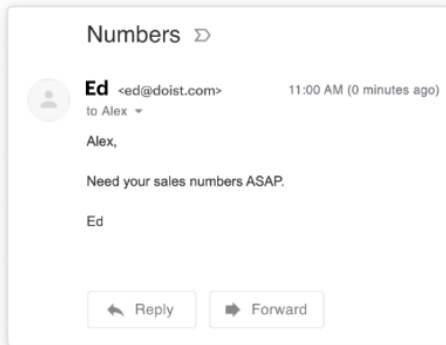 Numbers
Ed <ed@doist.com> 11:00 AM (0 minutes ago)
to Alex
Alex,
Need your sales numbers ASAP.
Ed
Reply Forward